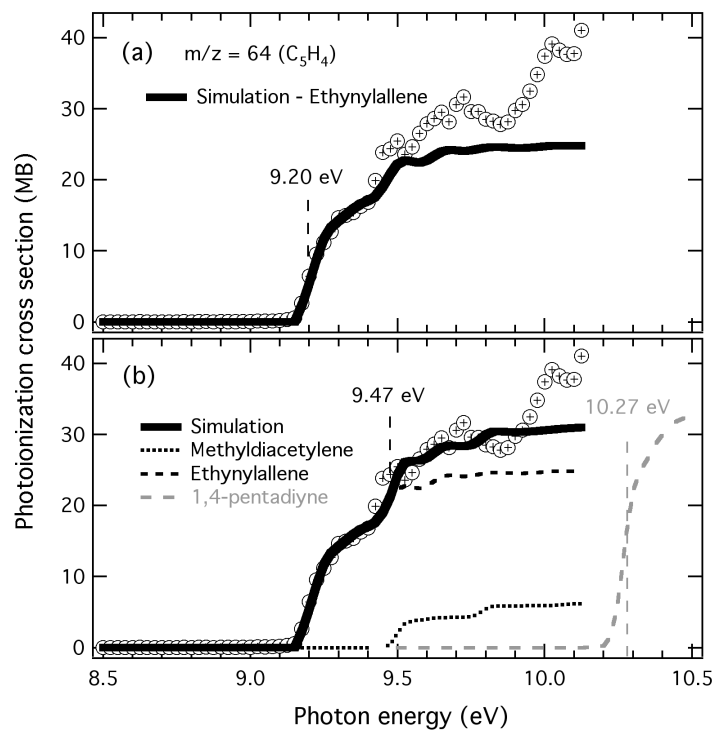 40
(a) m/z = 64 (C5H4)
Simulation - Ethynylallene
30
9.20 eV
20
10
0
Photoionization cross section (MB)
40
(b)
9.47 eV
10.27 eV
30
Simulation
Methyldiacetylene
Ethynylallene
1,4-pentadiyne
20
10
0
8.5 9.0 9.5 10.0 10.5
Photon energy (eV)